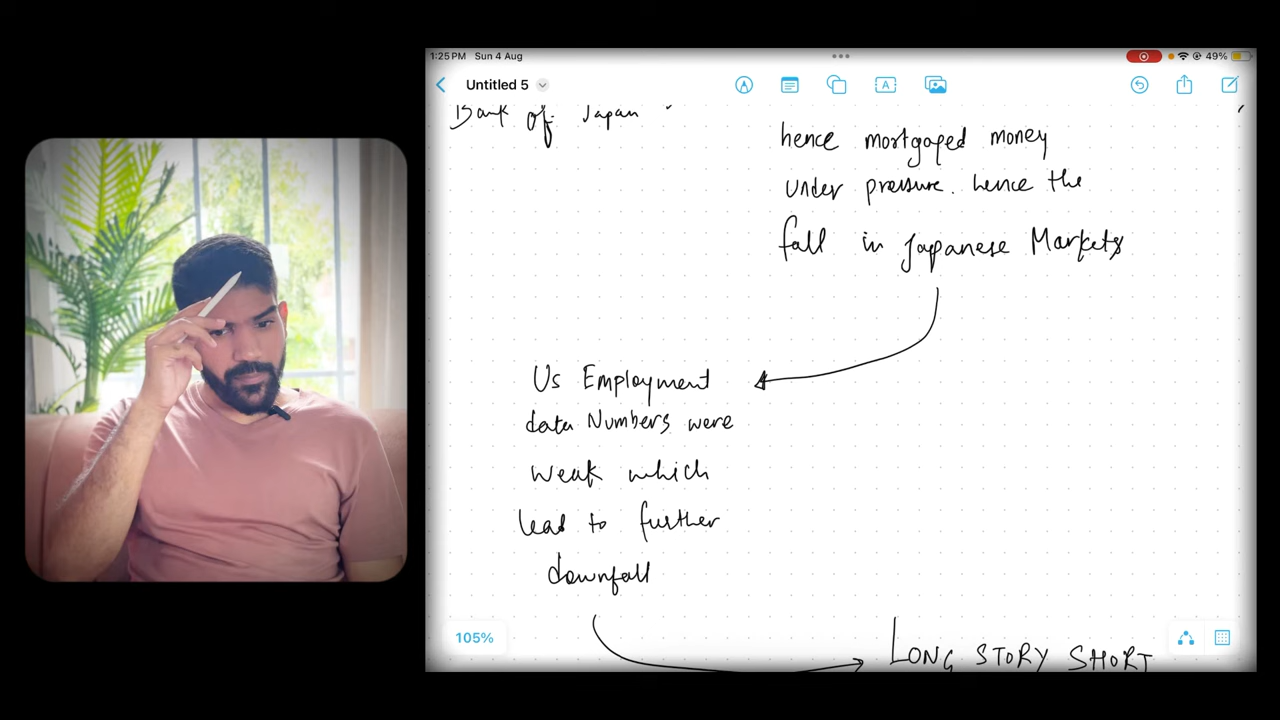 1:25 PM Sun 4 Aug
49%
Untitled 5
A
Bank of Japan
hence mortgaged money
under pressure. hence the
fall in Japanese Markets
Us Employment
data Numbers were
weak which
lead to further
downfall
105%
LONG STORY SHORT